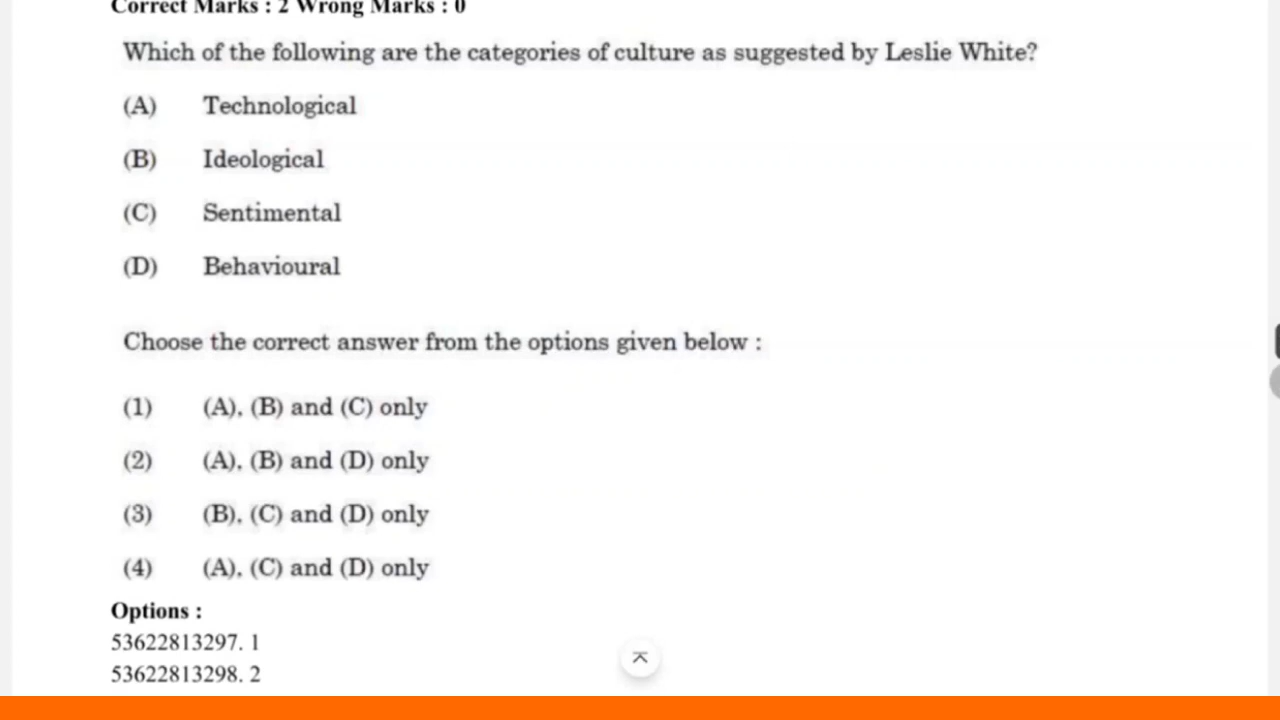 Correct Marks : 2 Wrong Marks : 0
Which of the following are the categories of culture as suggested by Leslie White?
(A) Technological
(B) Ideological
(C) Sentimental
(D) Behavioural
Choose the correct answer from the options given below :
(1) (A), (B) and (C) only
(2) (A), (B) and (D) only
(3) (B), (C) and (D) only
(4) (A), (C) and (D) only
Options :
53622813297. 1
53622813298. 2